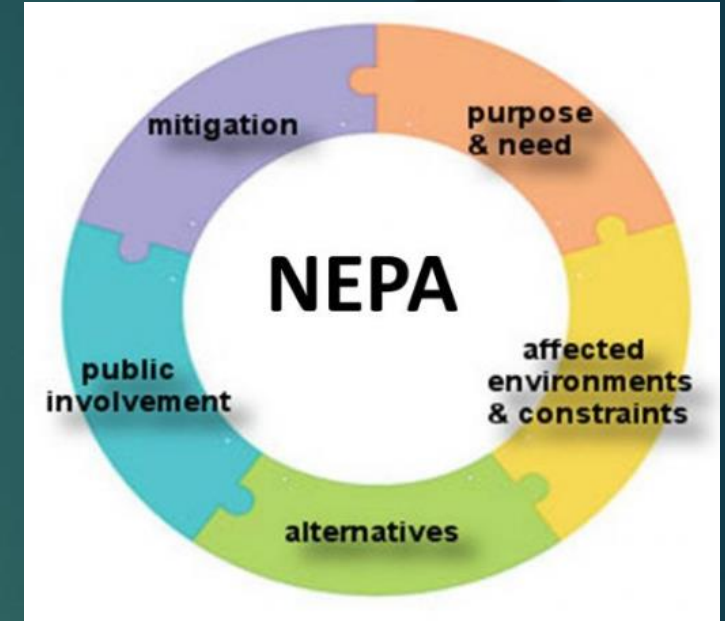 NEPA
purpose
& need
affected
environments
& constraints
alternatives
public
involvement
mitigation